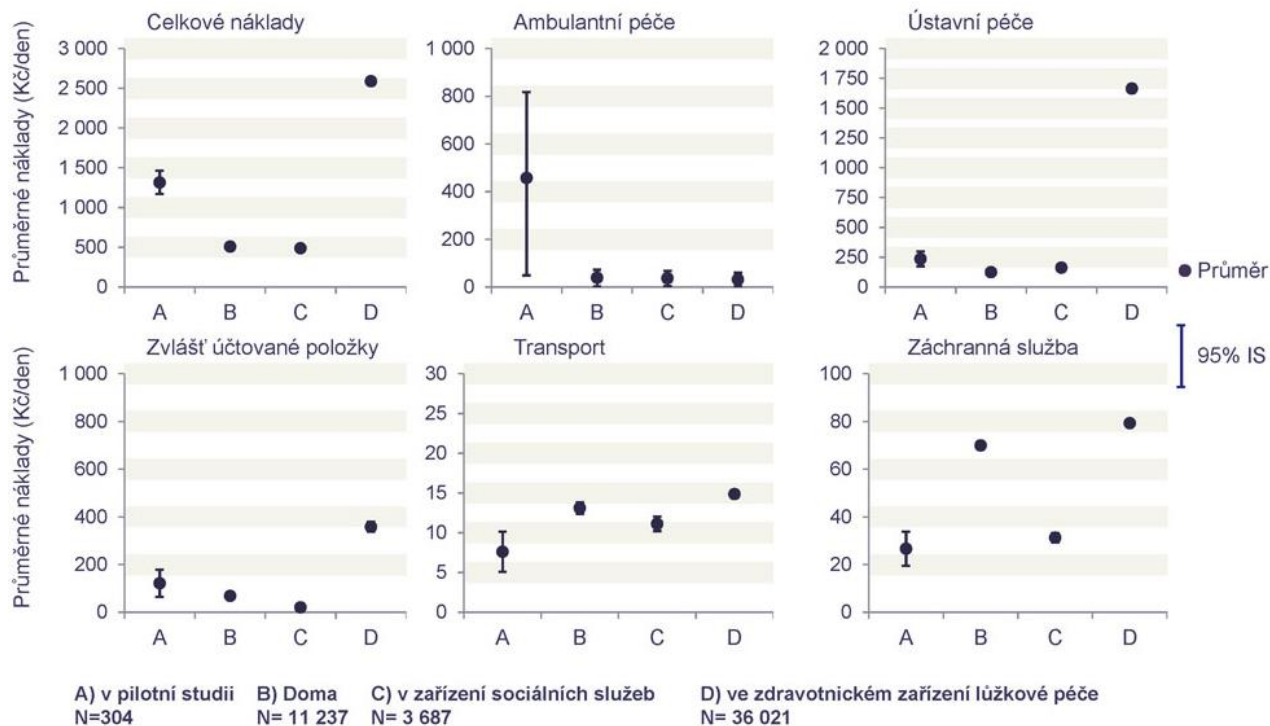 Celkové náklady
Průměrné náklady (Kč/den)
3 000
2 500
2 000
1 500
1 000
500
0
A B C D
Ambulantní péče
1 000
800
600
400
200
0
A B C D
Ústavní péče
2 000
1 750
1 500
1 250
1 000
750
500
250
0
A B C D
Průměr
95% IS
Zvlášť účtované položky
Průměrné náklady (Kč/den)
1 000
800
600
400
200
0
A B C D
Transport
30
25
20
15
10
5
0
A B C D
Záchranná služba
100
80
60
40
20
0
A B C D
A) v pilotní studii B) Doma C) v zařízení sociálních služeb D) ve zdravotnickém zařízení lůžkové péče
N=304 N= 11 237 N= 3 687 N= 36 021